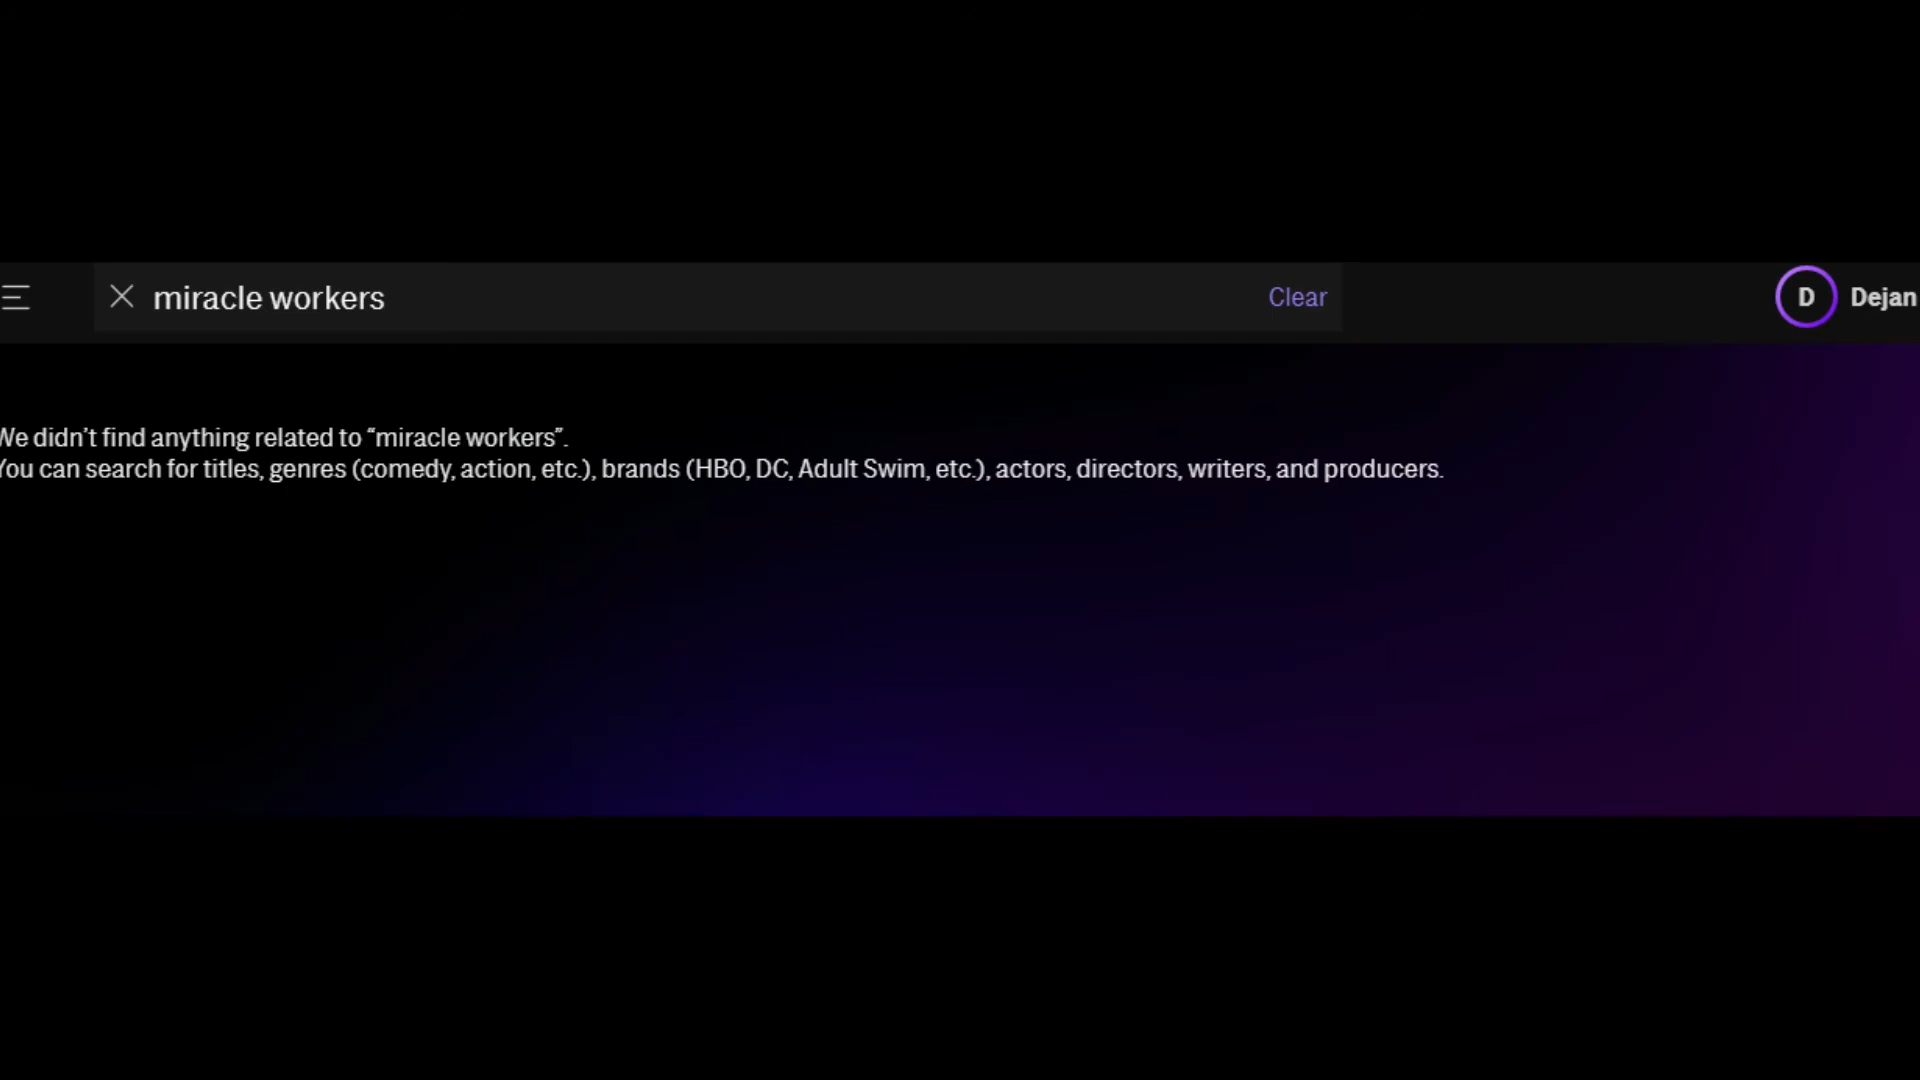 miracle workers
Clear
D
Dejan
We didn't find anything related to “miracle workers”.
You can search for titles, genres (comedy, action, etc.), brands (HBO, DC, Adult Swim, etc.), actors, directors, writers, and producers.